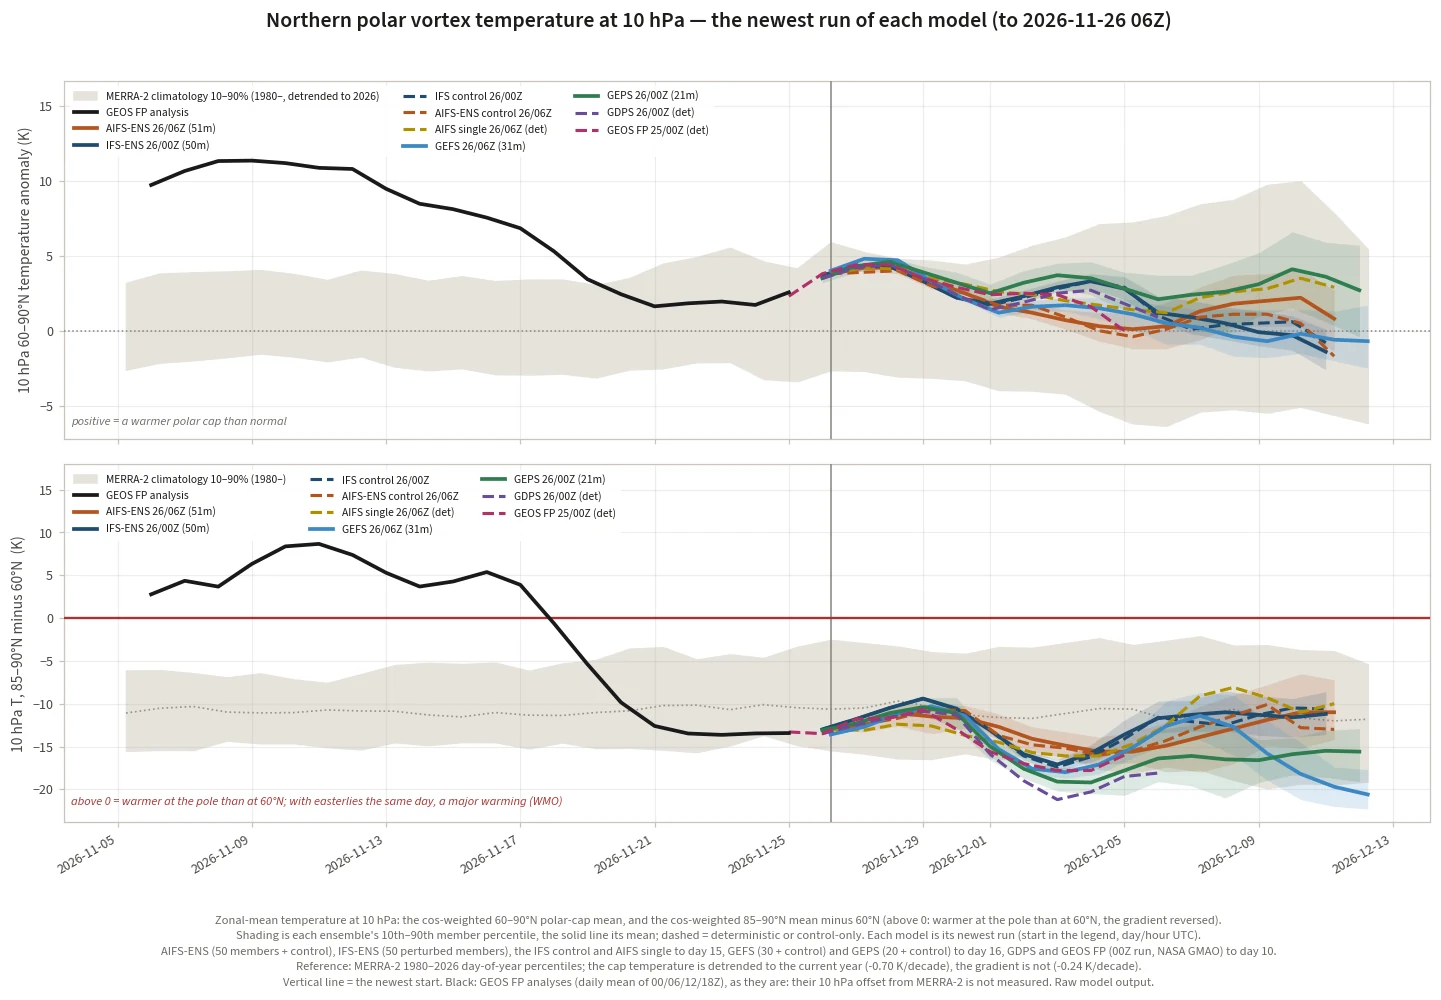 Northern polar vortex temperature at 10 hPa — the newest run of each model (to 2026-11-26 06Z)
10 hPa 60–90°N temperature anomaly (K)
15
10
5
0
−5
MERRA-2 climatology 10–90% (1980–, detrended to 2026)
GEOS FP analysis
AIFS-ENS 26/06Z (51m)
IFS-ENS 26/00Z (50m)
IFS control 26/00Z
AIFS-ENS control 26/06Z
AIFS single 26/06Z (det)
GEFS 26/06Z (31m)
GEPS 26/00Z (21m)
GDPS 26/00Z (det)
GEOS FP 25/00Z (det)
positive = a warmer polar cap than normal
10 hPa T, 85–90°N minus 60°N (K)
15
10
5
0
−5
−10
−15
−20
MERRA-2 climatology 10–90% (1980–)
GEOS FP analysis
AIFS-ENS 26/06Z (51m)
IFS-ENS 26/00Z (50m)
IFS control 26/00Z
AIFS-ENS control 26/06Z
AIFS single 26/06Z (det)
GEFS 26/06Z (31m)
GEPS 26/00Z (21m)
GDPS 26/00Z (det)
GEOS FP 25/00Z (det)
above 0 = warmer at the pole than at 60°N; with easterlies the same day, a major warming (WMO)
2026-11-05
2026-11-09
2026-11-13
2026-11-17
2026-11-21
2026-11-25
2026-11-29
2026-12-01
2026-12-05
2026-12-09
2026-12-13
Zonal-mean temperature at 10 hPa: the cos-weighted 60–90°N polar-cap mean, and the cos-weighted 85–90°N mean minus 60°N (above 0: warmer at the pole than at 60°N, the gradient reversed).
Shading is each ensemble's 10th–90th member percentile, the solid line its mean; dashed = deterministic or control-only. Each model is its newest run (start in the legend, day/hour UTC).
AIFS-ENS (50 members + control), IFS-ENS (50 perturbed members), the IFS control and AIFS single to day 15, GEFS (30 + control) and GEPS (20 + control) to day 16, GDPS and GEOS FP (00Z run, NASA GMAO) to day 10.
Reference: MERRA-2 1980–2026 day-of-year percentiles; the cap temperature is detrended to the current year (-0.70 K/decade), the gradient is not (-0.24 K/decade).
Vertical line = the newest start. Black: GEOS FP analyses (daily mean of 00/06/12/18Z), as they are: their 10 hPa offset from MERRA-2 is not measured. Raw model output.